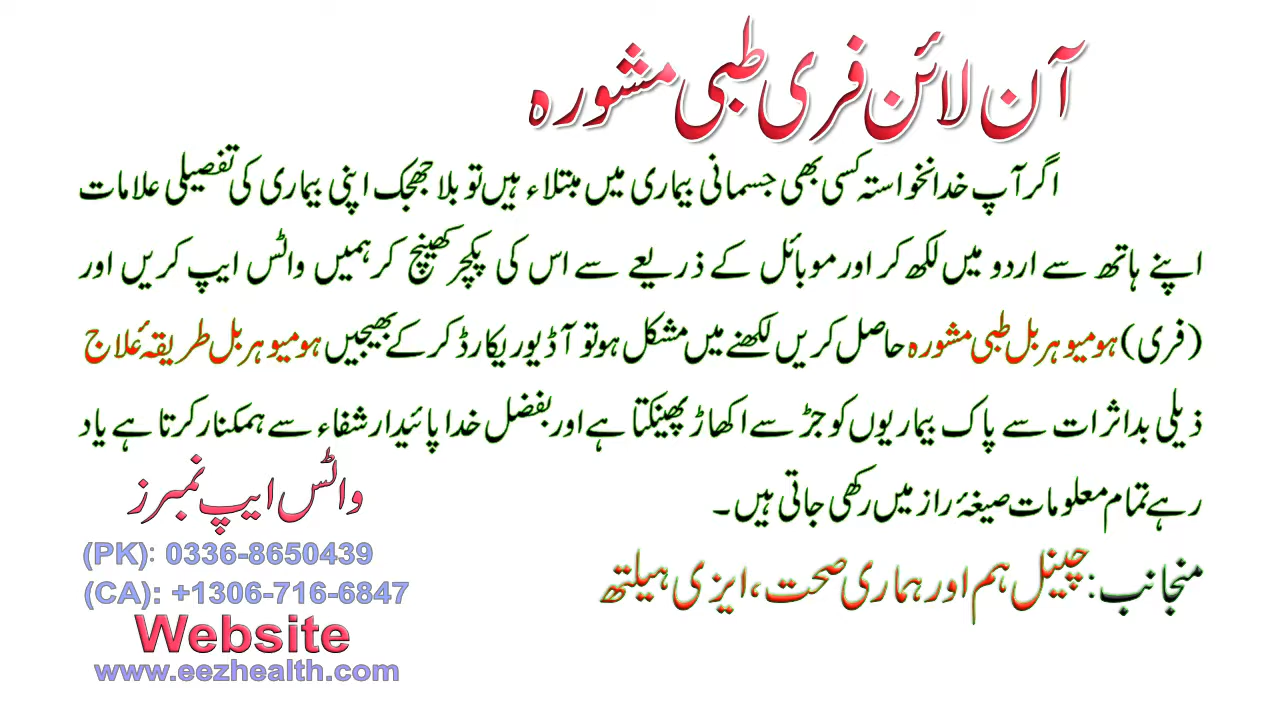 آن لائن فری طبی مشورہ
اگر آپ خدانخواستہ کسی بھی جسمانی بیماری میں مبتلاء ہیں تو بلا جھجک اپنی بیماری کی تفصیلی علامات
اپنے ہاتھ سے اردو میں لکھ کر اور موبائل کے ذریعے سے اس کی پکچر کھینچ کر ہمیں واٹس ایپ کریں اور
(فری) ہومیوہربل طبی مشورہ حاصل کریں لکھنے میں مشکل ہو تو آڈیو ریکارڈ کر کے بھیجیں ہومیوہربل طریقہ علاج
ذیلی بداثرات سے پاک بیماریوں کو جڑ سے اکھاڑ پھینکتا ہے اور بفضل خدا پائیدار شفاء سے ہمکنار کرتا ہے یاد
رہے تمام معلومات صیغۂ راز میں رکھی جاتی ہیں۔
منجانب: چینل ہم اور ہماری صحت، ایزی ہیلتھ
واٹس ایپ نمبرز
(PK): 0336-8650439
(CA): +1306-716-6847
Website
www.eezhealth.com